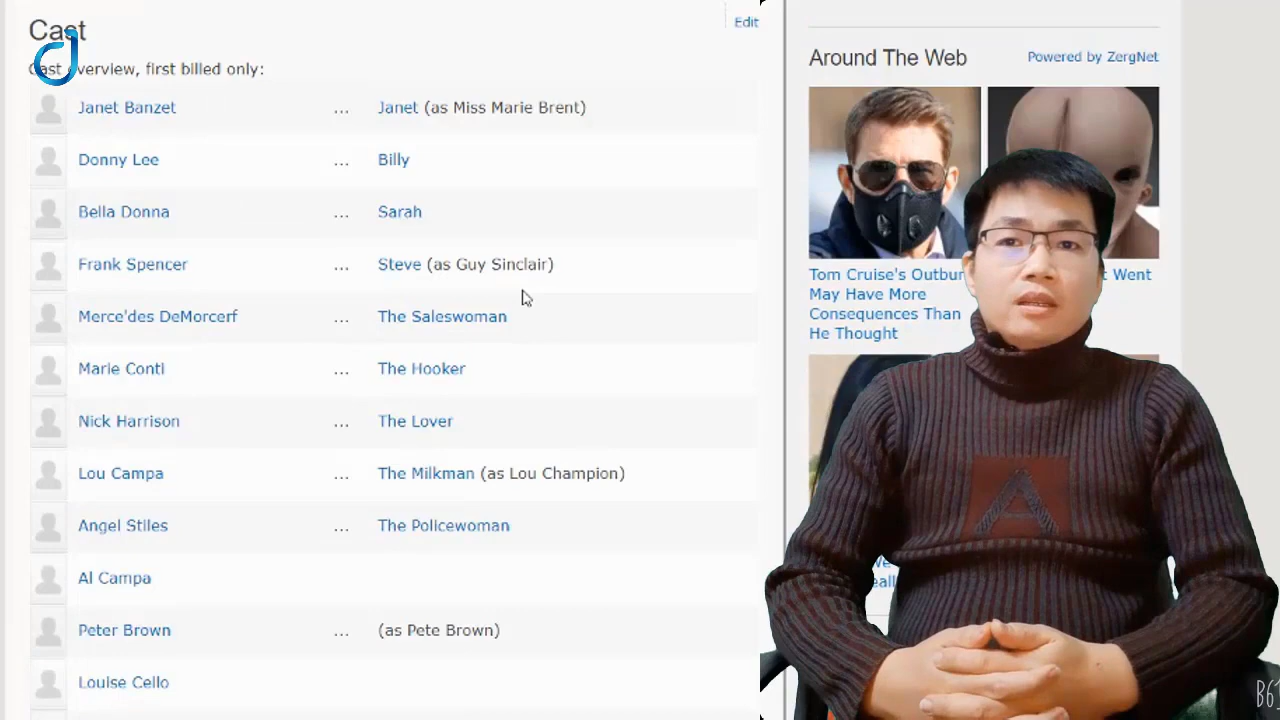 Cast
Edit
Cast overview, first billed only:
Janet Banzet ... Janet (as Miss Marie Brent)
Donny Lee ... Billy
Bella Donna ... Sarah
Frank Spencer ... Steve (as Guy Sinclair)
Merce'des DeMorcerf ... The Saleswoman
Marie Conti ... The Hooker
Nick Harrison ... The Lover
Lou Campa ... The Milkman (as Lou Champion)
Angel Stiles ... The Policewoman
Al Campa
Peter Brown ... (as Pete Brown)
Louise Cello
Around The Web
Powered by ZergNet
Tom Cruise's Outbur
May Have More
Consequences Than
He Thought
t Went
We
eall
A
B61